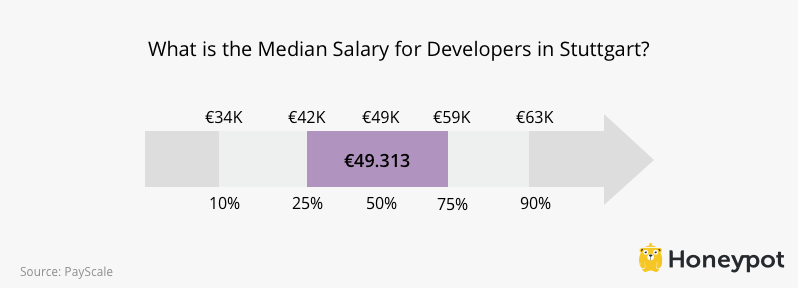 What is the Median Salary for Developers in Stuttgart?
€34K €42K €49K €59K €63K
€49.313
10% 25% 50% 75% 90%
Honeypot
Source: PayScale